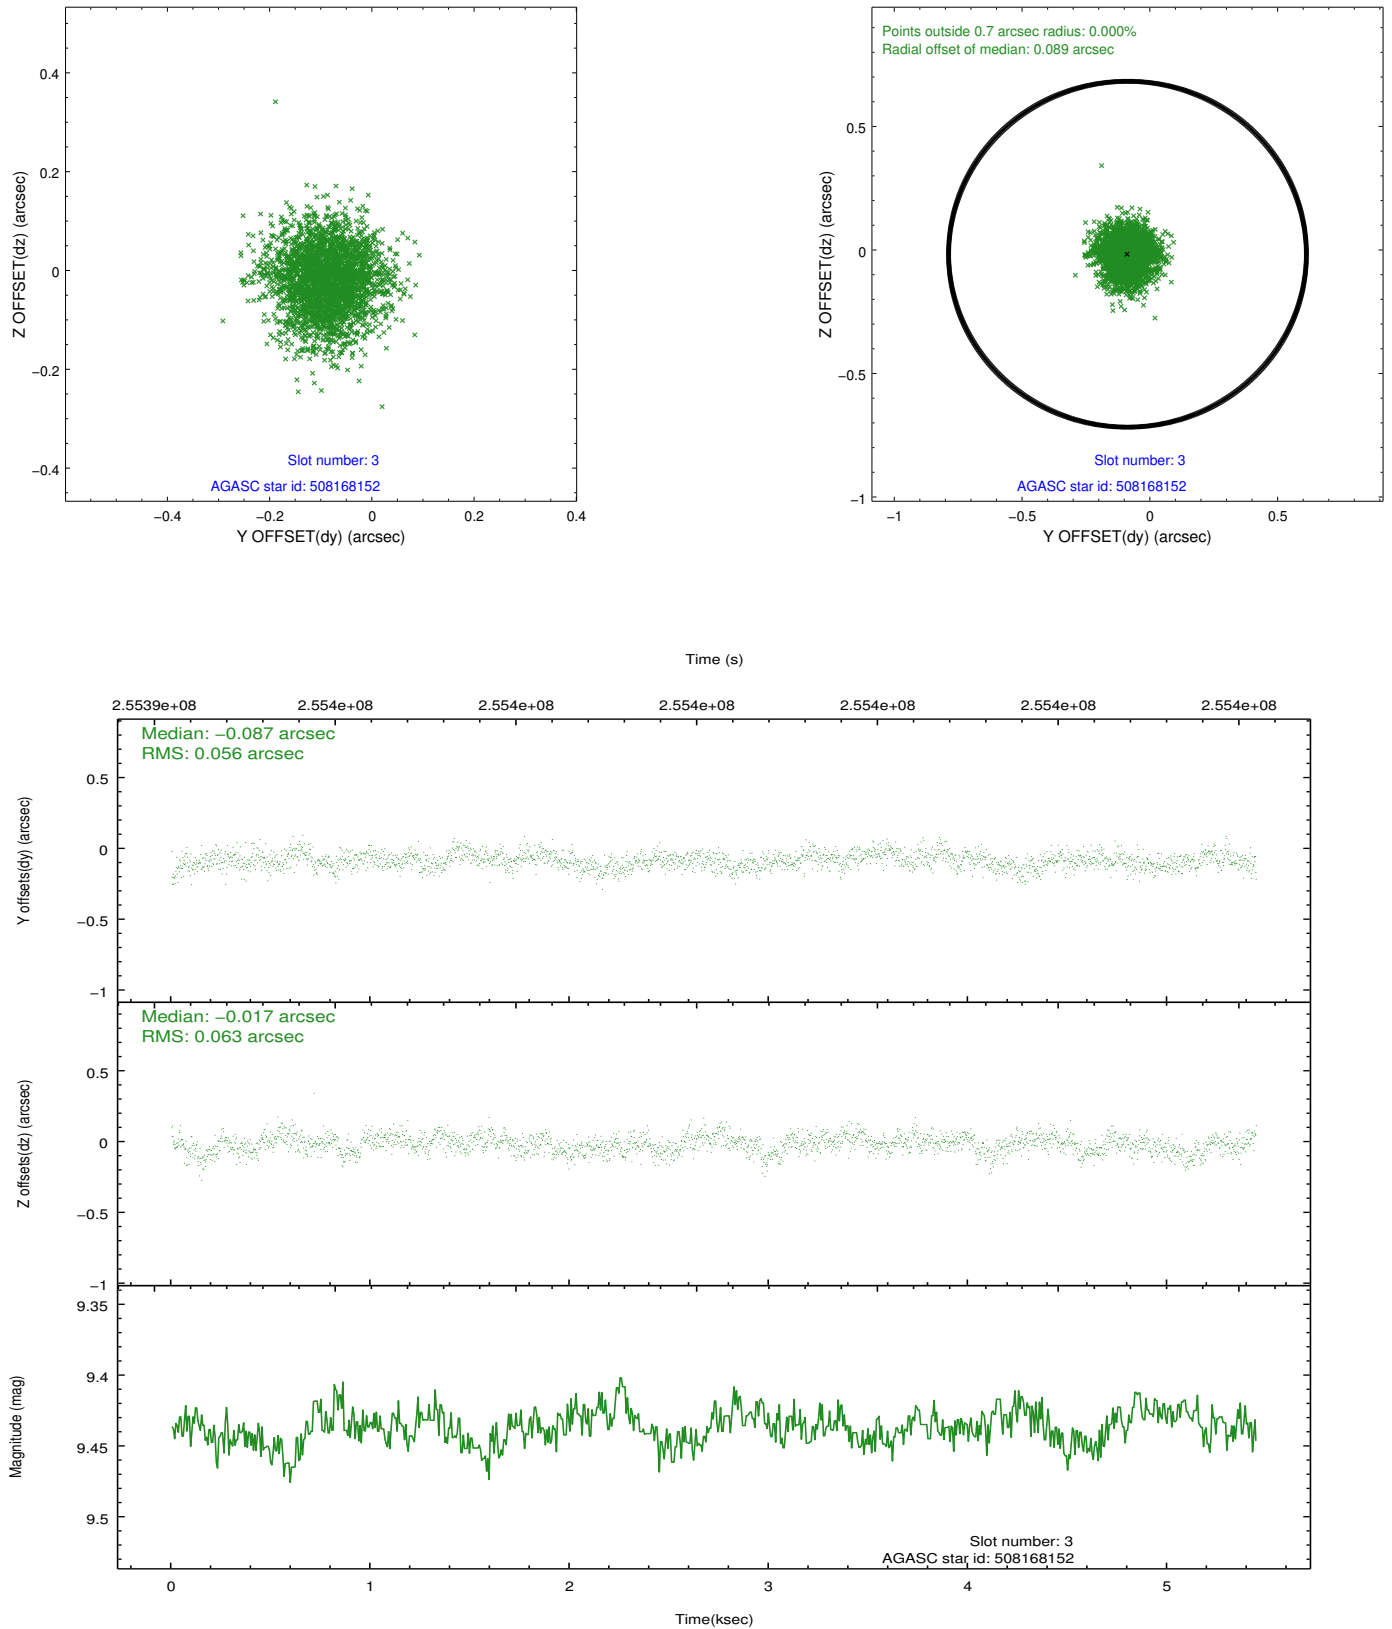 0.4
0.2
0
−0.2
−0.4
Z OFFSET(dz) (arcsec)
Slot number: 3
AGASC star id: 508168152
−0.4
−0.2
0
0.2
0.4
Y OFFSET(dy) (arcsec)
Points outside 0.7 arcsec radius: 0.000%
Radial offset of median: 0.089 arcsec
0.5
0
−0.5
−1
Z OFFSET(dz) (arcsec)
Slot number: 3
AGASC star id: 508168152
−1
−0.5
0
0.5
Y OFFSET(dy) (arcsec)
Time (s)
2.5539e+08
2.554e+08
2.554e+08
2.554e+08
2.554e+08
2.554e+08
2.554e+08
Median: −0.087 arcsec
RMS: 0.056 arcsec
0.5
0
−0.5
−1
Y offsets(dy) (arcsec)
Median: −0.017 arcsec
RMS: 0.063 arcsec
0.5
0
−0.5
−1
Z offsets(dz) (arcsec)
9.35
9.4
9.45
9.5
Magnitude (mag)
Slot number: 3
AGASC star id: 508168152
0
1
2
3
4
5
Time(ksec)